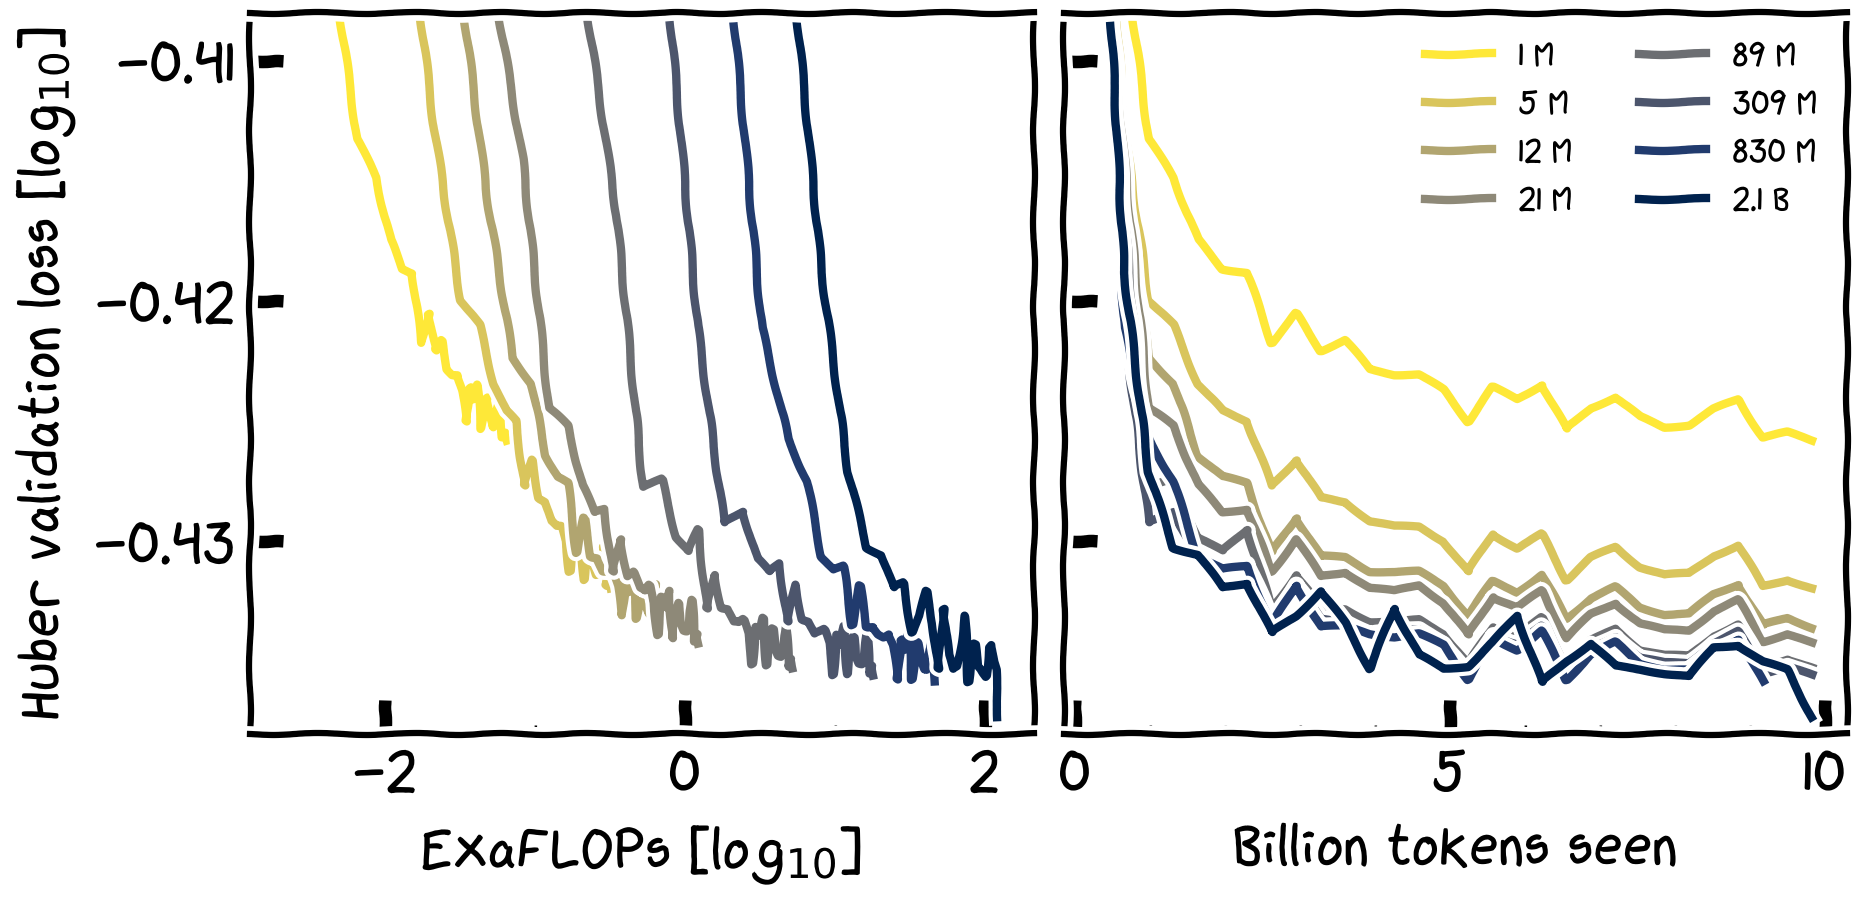 Huber validation loss [log10]
−0.41
−0.42
−0.43
−2 0 2
ExaFLOPs [log10]
1 M
5 M
12 M
21 M
89 M
309 M
830 M
2.1 B
0 5 10
Billion tokens seen